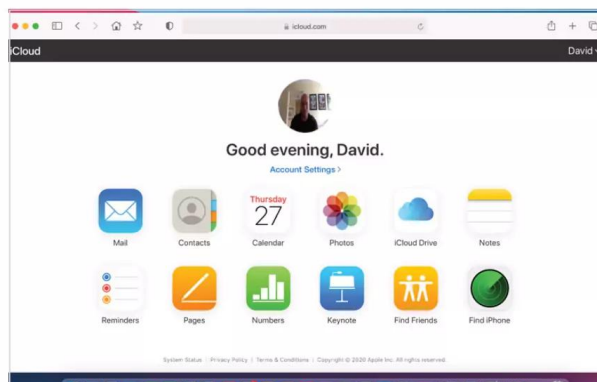 icloud.com
iCloud
David
Good evening, David.
Account Settings >
Thursday
27
Mail
Contacts
Calendar
Photos
iCloud Drive
Notes
Reminders
Pages
Numbers
Keynote
Find Friends
Find iPhone
System Status | Privacy Policy | Terms & Conditions | Copyright © 2020 Apple Inc. All rights reserved.